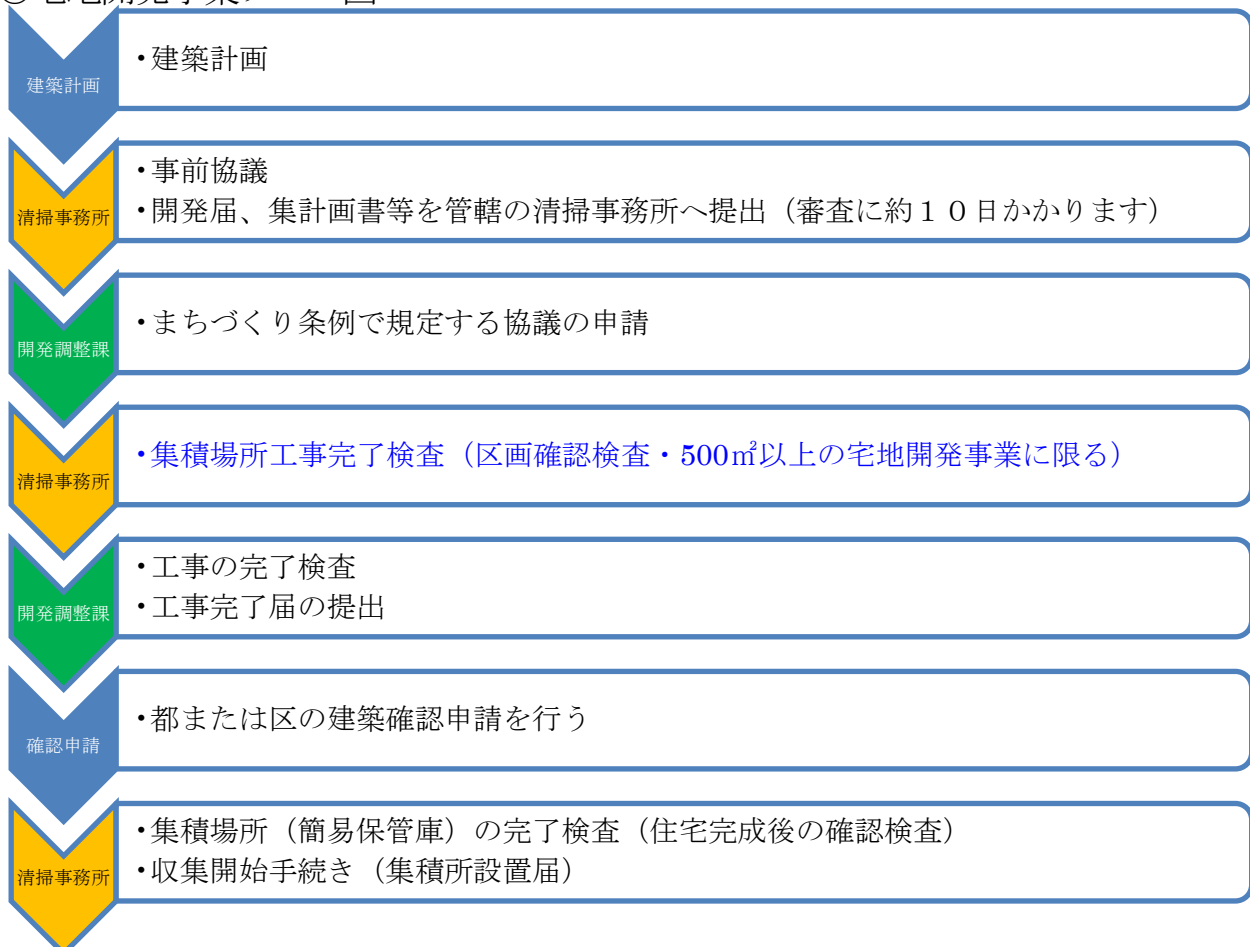 建築計画
・建築計画
清掃事務所
・事前協議
・開発届、集計画書等を管轄の清掃事務所へ提出（審査に約１０日かかります）
開発調整課
・まちづくり条例で規定する協議の申請
清掃事務所
・集積場所工事完了検査（区画確認検査・500㎡以上の宅地開発事業に限る）
開発調整課
・工事の完了検査
・工事完了届の提出
確認申請
・都または区の建築確認申請を行う
清掃事務所
・集積場所（簡易保管庫）の完了検査（住宅完成後の確認検査）
・収集開始手続き（集積所設置届）